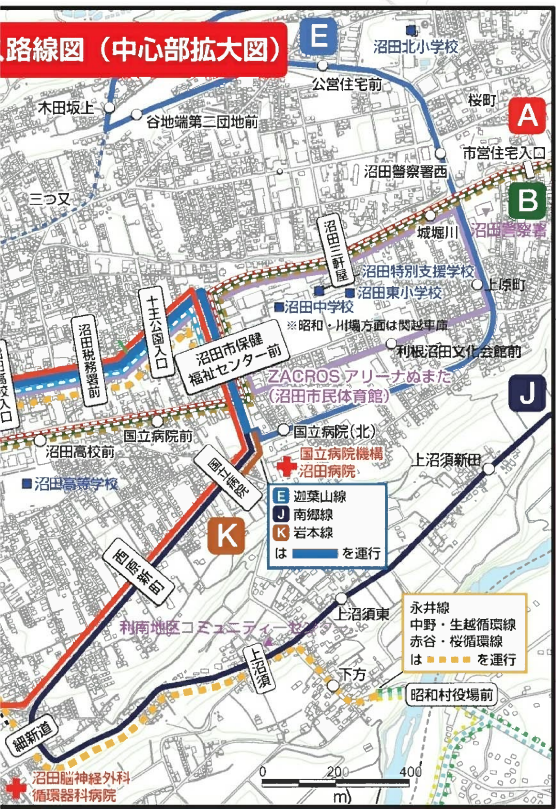 路線図（中心部拡大図）
E
沼田北小学校
公営住宅前
木田坂上
谷地端第二団地前
桜町
A
市営住宅入口
沼田警察署西
三つ又
B
城堀川
沼田警察署
沼田三軒屋
沼田特別支援学校
沼田東小学校
上原町
沼田中学校
※昭和・川場方面は関越車庫
十王公園入口
沼田税務署前
高校入口
沼田市保健
福祉センター前
利根沼田文化会館前
ZACROSアリーナぬまた
（沼田市民体育館）
J
国立病院前
国立病院（北）
沼田高校前
国立病院
国立病院機構
沼田病院
上沼須新田
沼田高等学校
E 迦葉山線
J 南郷線
K 岩本線
は を運行
K
西原新町
上沼須東
永井線
中野・生越循環線
赤谷・桜循環線
は を運行
利南地区コミュニティーセンター
上沼須
下方
昭和村役場前
細新道
沼田脳神経外科
循環器科病院
0 200 400
m)